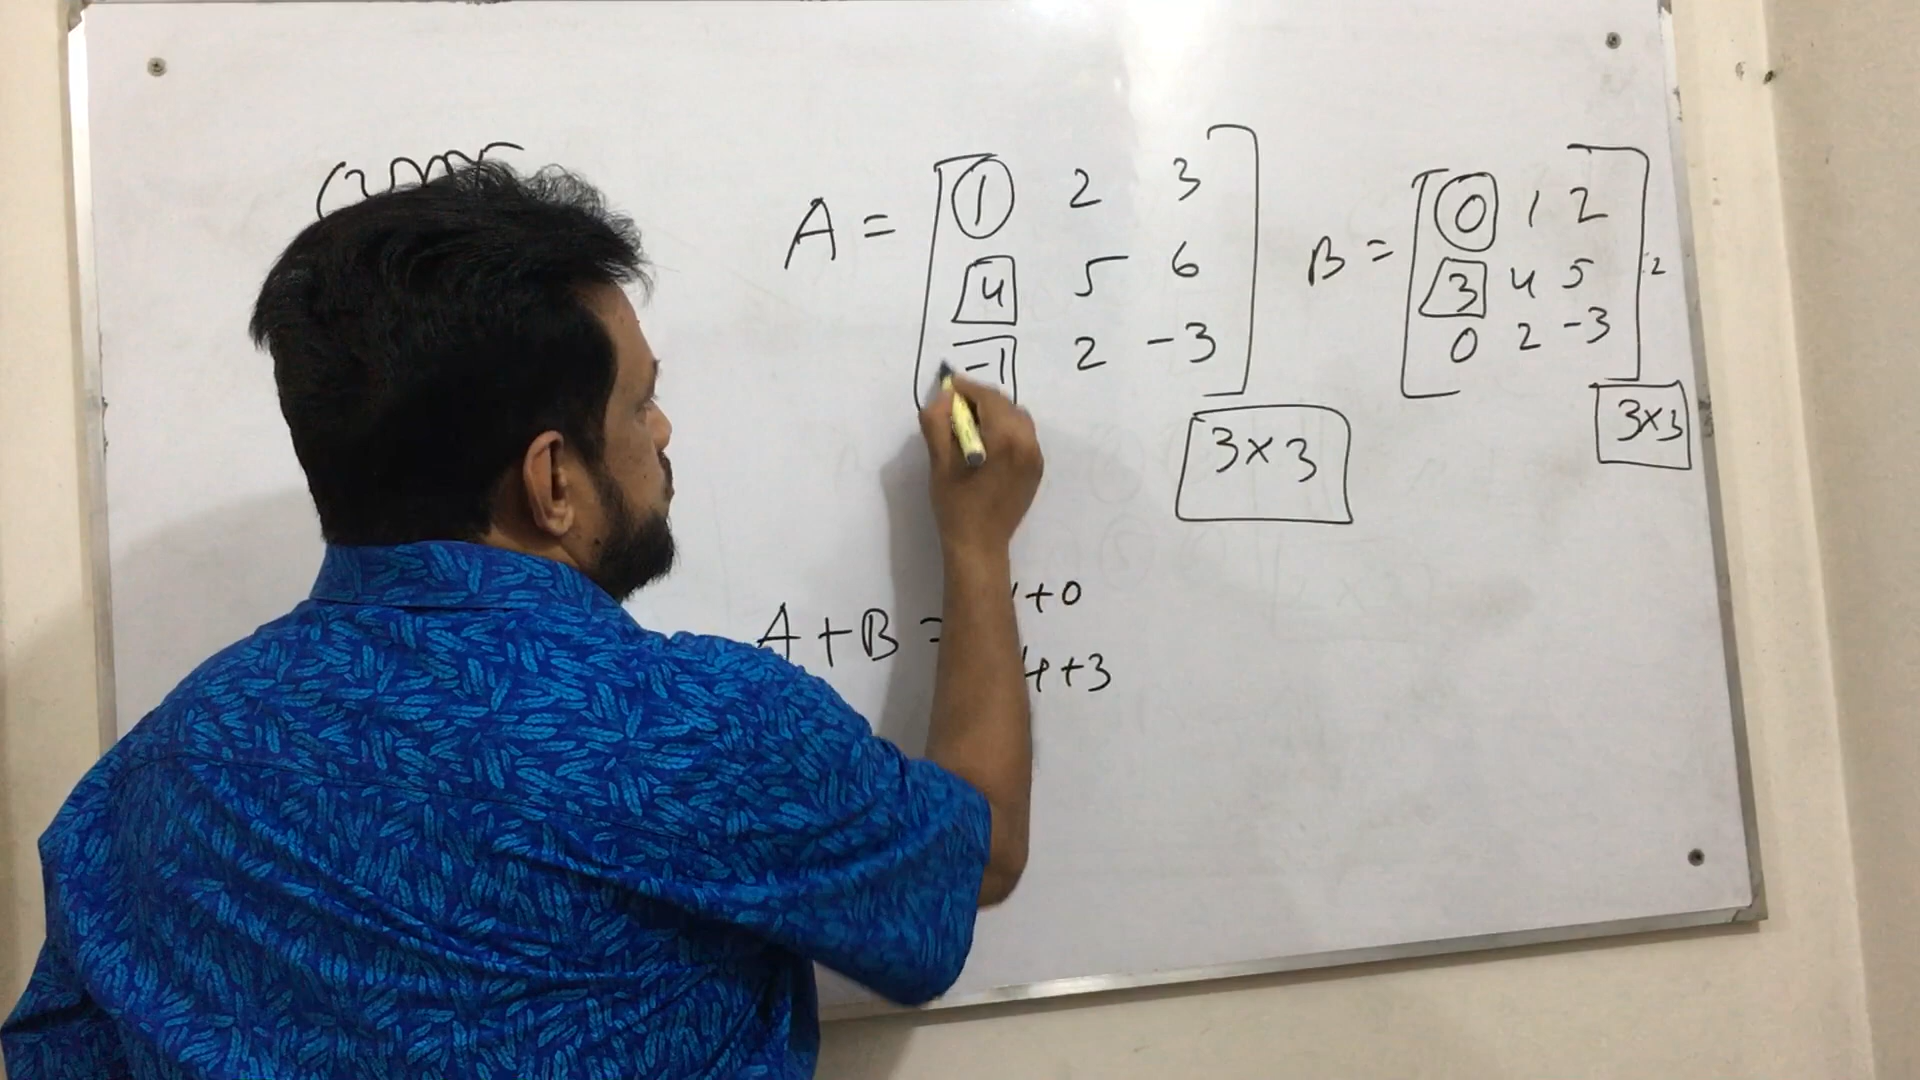 A = [ 1 2 3
4 5 6
-1 2 -3 ]
3×3
B = [ 0 1 2
3 4 5
0 2 -3 ]
3×3
A+B =
1+0
4+3